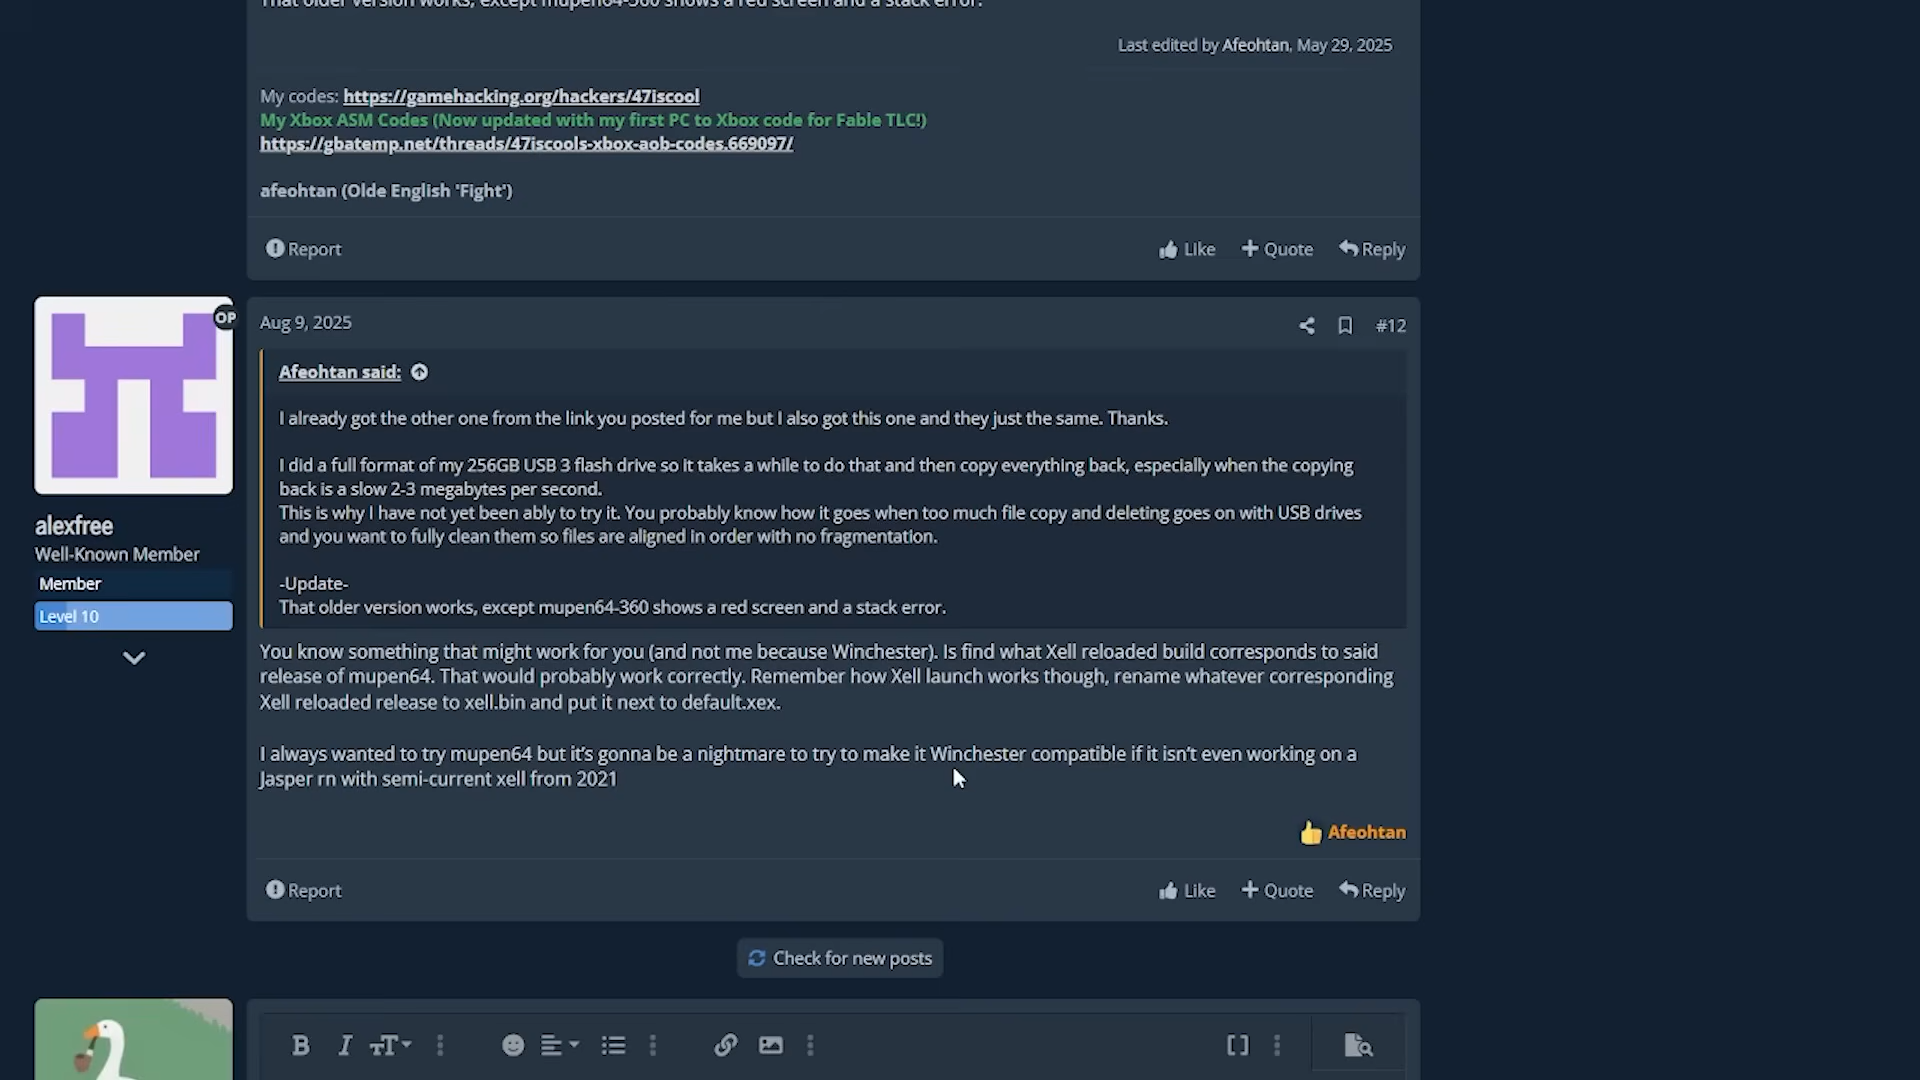 That older version works, except mupen64-360 shows a red screen and a stack error.
Last edited by Afeohtan, May 29, 2025
My codes: https://gamehacking.org/hackers/47iscool
My Xbox ASM Codes (Now updated with my first PC to Xbox code for Fable TLC!)
https://gbatemp.net/threads/47iscools-xbox-aob-codes.669097/
afeohtan (Olde English 'Fight')
Report
Like
Quote
Reply
OP
alexfree
Well-Known Member
Member
Level 10
Aug 9, 2025
#12
Afeohtan said:
I already got the other one from the link you posted for me but I also got this one and they just the same. Thanks.
I did a full format of my 256GB USB 3 flash drive so it takes a while to do that and then copy everything back, especially when the copying
back is a slow 2-3 megabytes per second.
This is why I have not yet been ably to try it. You probably know how it goes when too much file copy and deleting goes on with USB drives
and you want to fully clean them so files are aligned in order with no fragmentation.
-Update-
That older version works, except mupen64-360 shows a red screen and a stack error.
You know something that might work for you (and not me because Winchester). Is find what Xell reloaded build corresponds to said
release of mupen64. That would probably work correctly. Remember how Xell launch works though, rename whatever corresponding
Xell reloaded release to xell.bin and put it next to default.xex.
I always wanted to try mupen64 but it's gonna be a nightmare to try to make it Winchester compatible if it isn't even working on a
Jasper rn with semi-current xell from 2021
Afeohtan
Report
Like
Quote
Reply
Check for new posts
B
I
TT